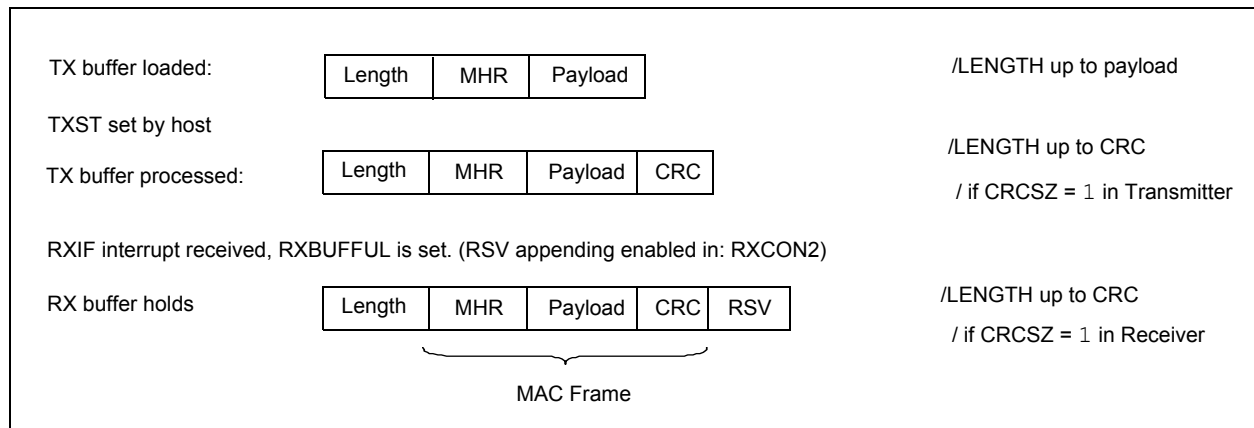 TX buffer loaded: Length MHR Payload /LENGTH up to payload
TXST set by host
TX buffer processed: Length MHR Payload CRC /LENGTH up to CRC
/ if CRCSZ = 1 in Transmitter
RXIF interrupt received, RXBUFFUL is set. (RSV appending enabled in: RXCON2)
RX buffer holds Length MHR Payload CRC RSV /LENGTH up to CRC
/ if CRCSZ = 1 in Receiver
MAC Frame